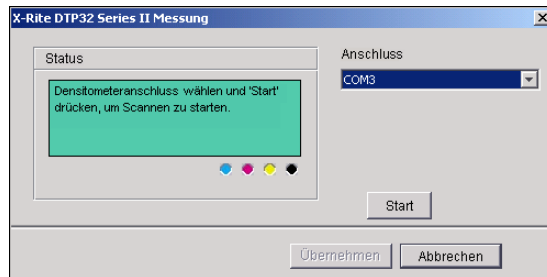 X-Rite DTP32 Series II Messung
Status
Densitometeranschluss wählen und 'Start'
drücken, um Scannen zu starten.
Anschluss
COM3
Start
Übernehmen
Abbrechen